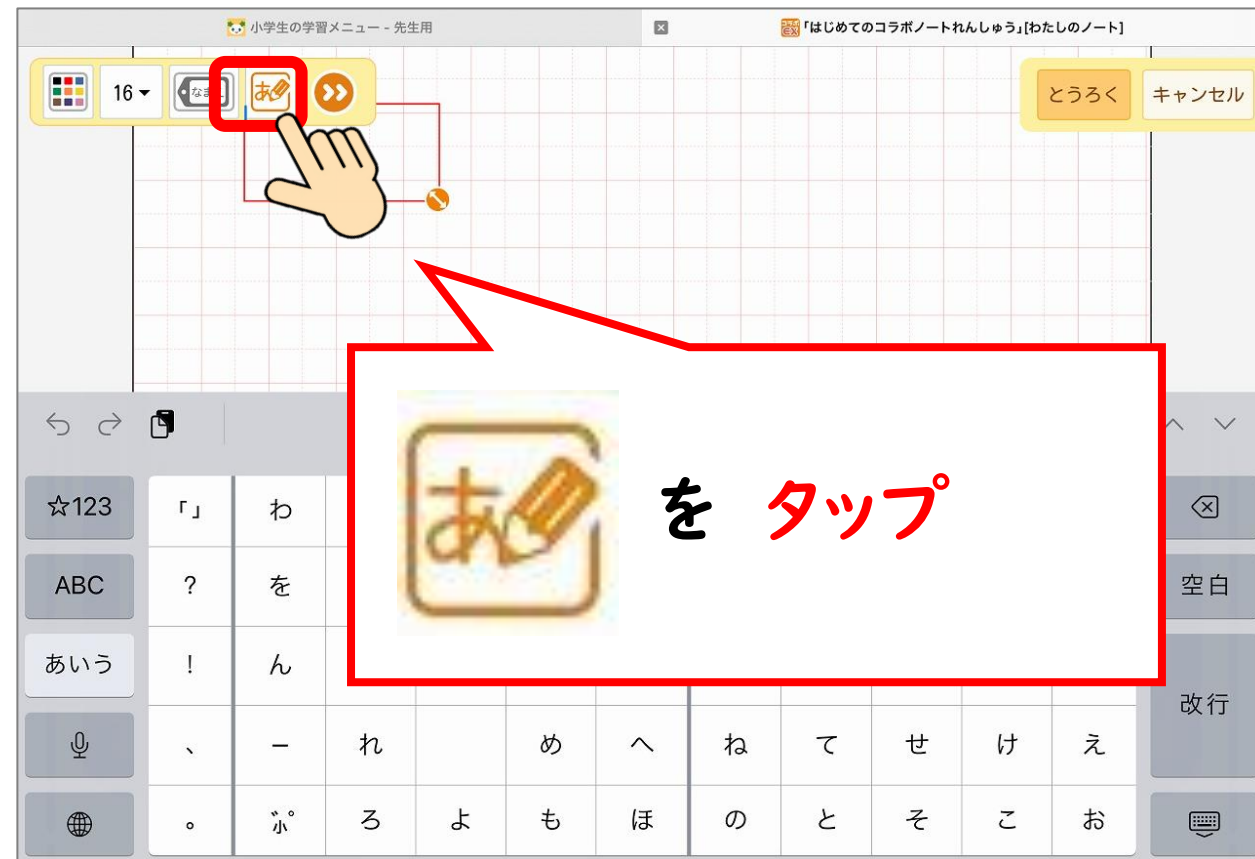 小学生の学習メニュー - 先生用
「はじめてのコラボノートれんしゅう」[わたしのノート]
16
あ
とうろく
キャンセル
あ を タップ
☆123 「」 わ
ABC ? を 空白
あいう ! ん
改行
、 ー れ め へ ね て せ け え
。 ゛゜小 ろ よ も ほ の と そ こ お